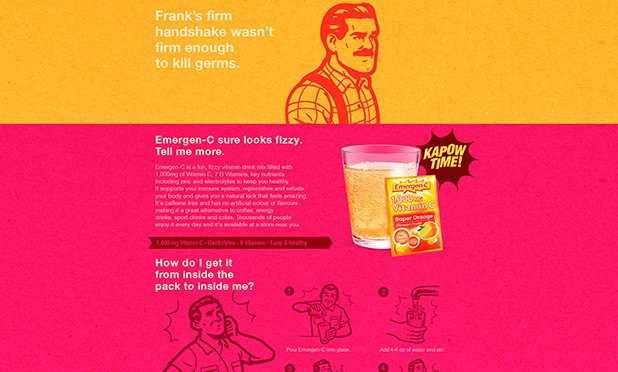 Frank's firm
handshake wasn't
firm enough
to kill germs.
Emergen-C sure looks fizzy.
Tell me more.
Emergen-C is a fun, fizzy vitamin drink mix filled with
1,000mg of Vitamin C, 7 B Vitamins, key nutrients
including zinc and electrolytes to keep you healthy.
It supports your immune system, replenishes and refuels
your body and gives you a natural kick that feels amazing.
It's caffeine-free and has no artificial colour or flavours
making it a great alternative to coffee, energy
drinks, sport drinks and colas. Thousands of people
enjoy it every day and it's available at a store near you.
1,000 mg Vitamin C - Electrolytes - B Vitamins - Fizzy & Healthy
KAPOW
TIME!
Emergen-C
1,000 mg
Vitamin C
Super Orange
How do I get it
from inside the
pack to inside me?
1
Pour Emergen-C into glass.
2
Add 4-6 oz of water and stir.
3
4